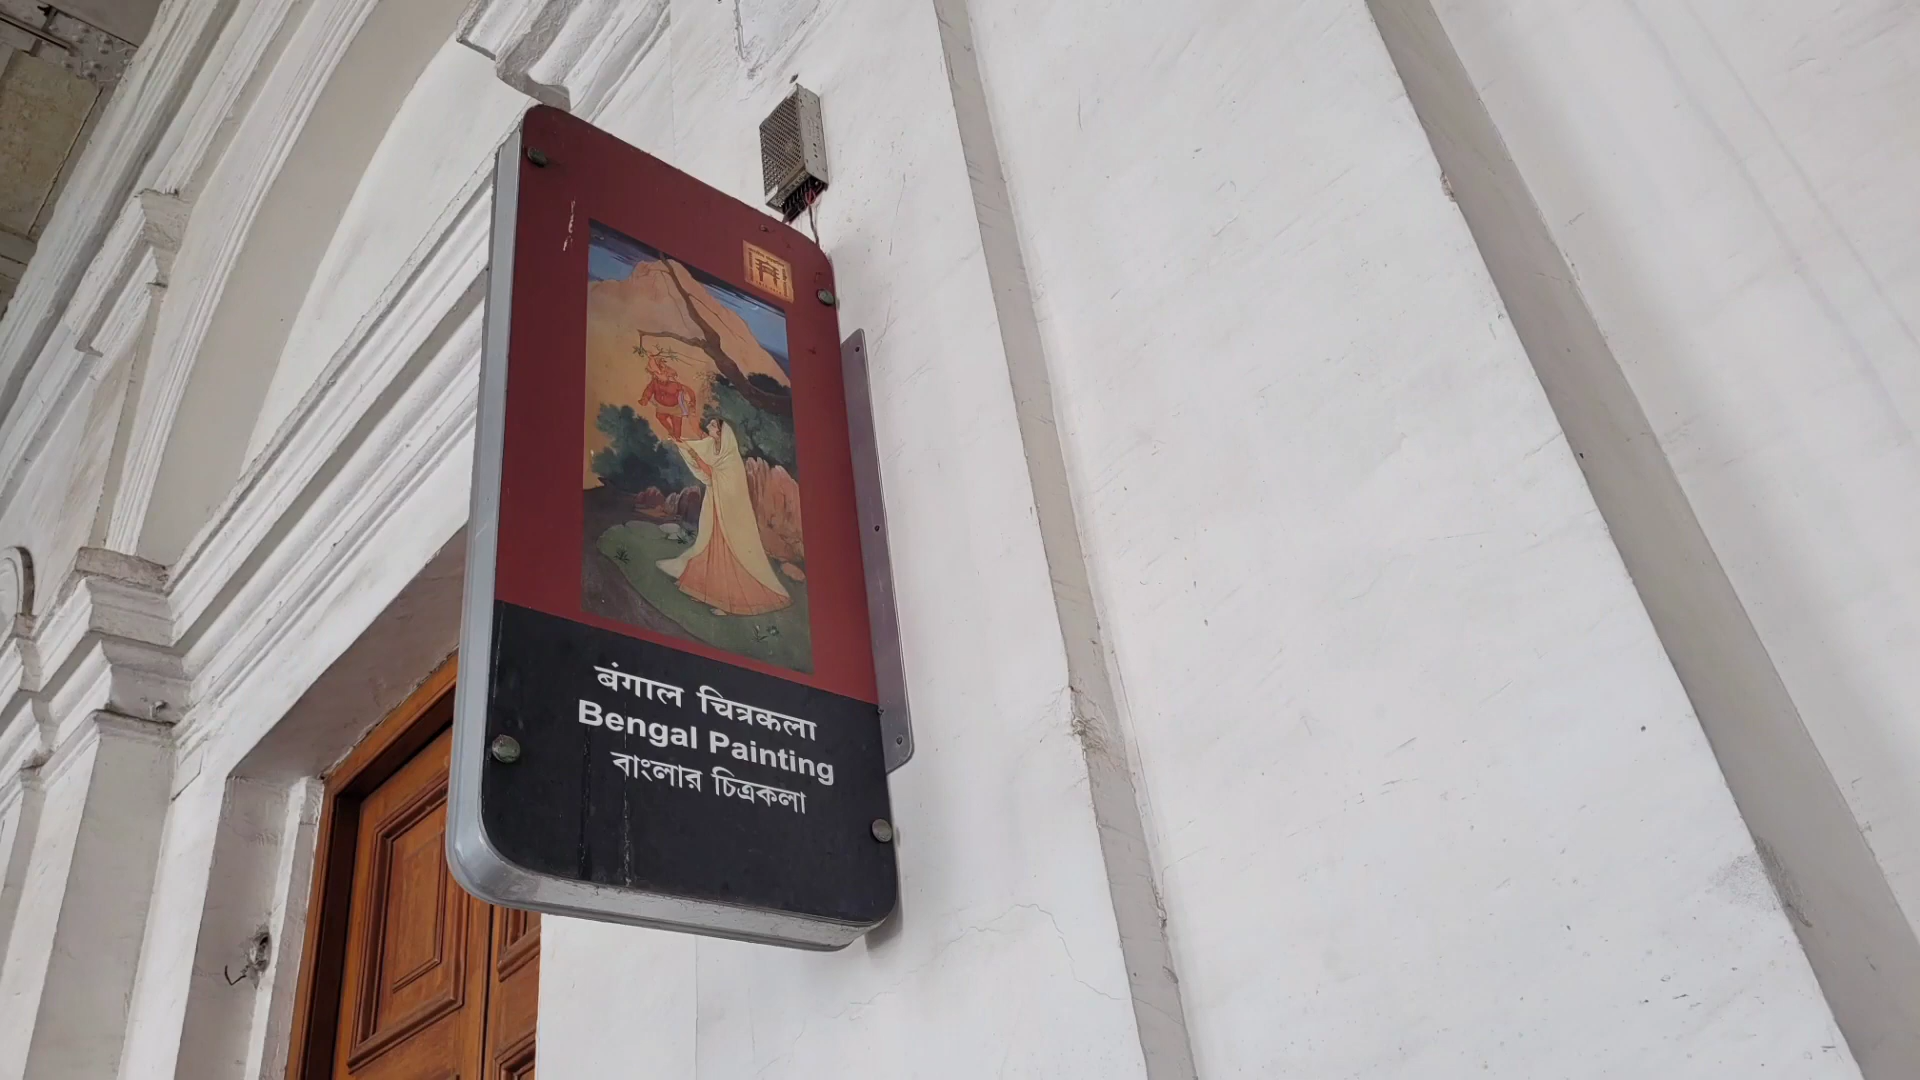 बंगाल चित्रकला
Bengal Painting
বাংলার চিত্রকলা